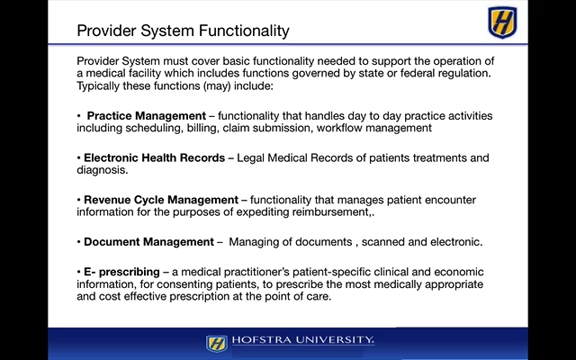 Provider System Functionality
Provider System must cover basic functionality needed to support the operation of
a medical facility which includes functions governed by state or federal regulation.
Typically these functions (may) include:
• Practice Management – functionality that handles day to day practice activities
including scheduling, billing, claim submission, workflow management
• Electronic Health Records – Legal Medical Records of patients treatments and
diagnosis.
• Revenue Cycle Management – functionality that manages patient encounter
information for the purposes of expediting reimbursement,.
• Document Management – Managing of documents , scanned and electronic.
• E- prescribing – a medical practitioner's patient-specific clinical and economic
information, for consenting patients, to prescribe the most medically appropriate
and cost effective prescription at the point of care.
HOFSTRA UNIVERSITY